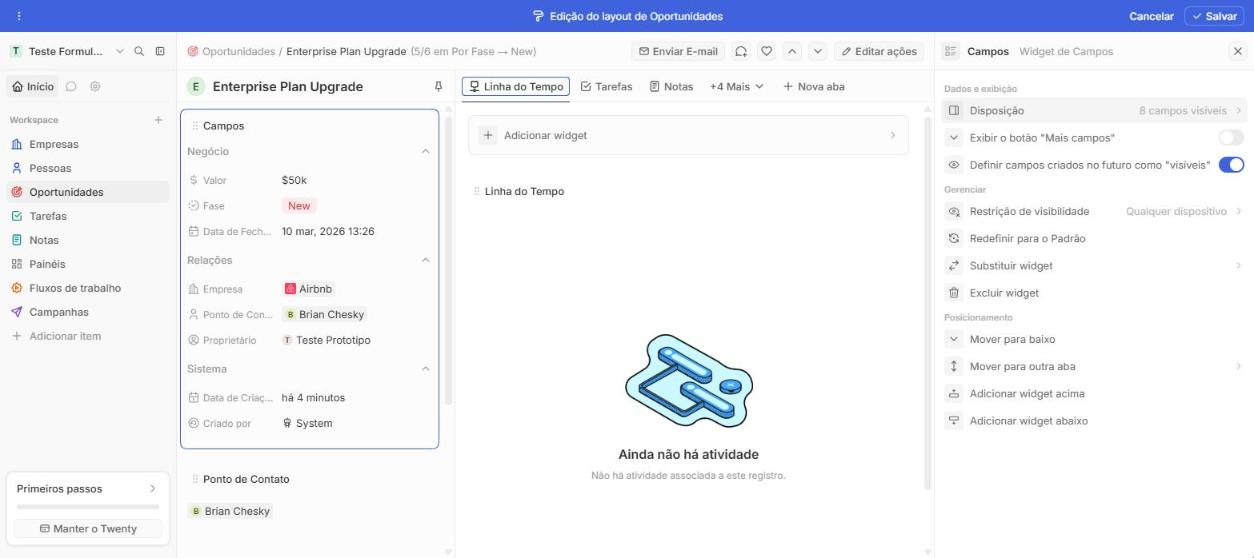 Edição do layout de Oportunidades
Cancelar
Salvar
T Teste Formul...
Início
Workspace
Empresas
Pessoas
Oportunidades
Tarefas
Notas
Painéis
Fluxos de trabalho
Campanhas
Adicionar item
Primeiros passos
Manter o Twenty
Oportunidades / Enterprise Plan Upgrade (5/6 em Por Fase → New)
Enviar E-mail
Editar ações
E Enterprise Plan Upgrade
Campos
Negócio
Valor $50k
Fase New
Data de Fech... 10 mar, 2026 13:26
Relações
Empresa Airbnb
Ponto de Con... B Brian Chesky
Proprietário T Teste Prototipo
Sistema
Data de Criaç... há 4 minutos
Criado por System
Ponto de Contato
B Brian Chesky
Linha do Tempo
Tarefas
Notas
+4 Mais
Nova aba
Adicionar widget
Linha do Tempo
Ainda não há atividade
Não há atividade associada a este registro.
Campos Widget de Campos
Dados e exibição
Disposição 8 campos visíveis
Exibir o botão "Mais campos"
Definir campos criados no futuro como "visíveis"
Gerenciar
Restrição de visibilidade Qualquer dispositivo
Redefinir para o Padrão
Substituir widget
Excluir widget
Posicionamento
Mover para baixo
Mover para outra aba
Adicionar widget acima
Adicionar widget abaixo